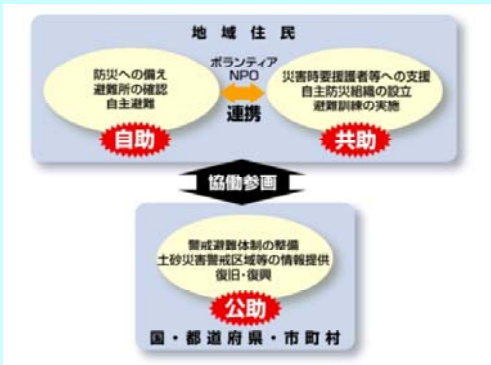 地域住民
防災への備え
避難所の確認
自主避難
自助
ボランティア
NPO
連携
災害時要援護者等への支援
自主防災組織の設立
避難訓練の実施
共助
協働参画
警戒避難体制の整備
土砂災害警戒区域等の情報提供
復旧・復興
公助
国・都道府県・市町村